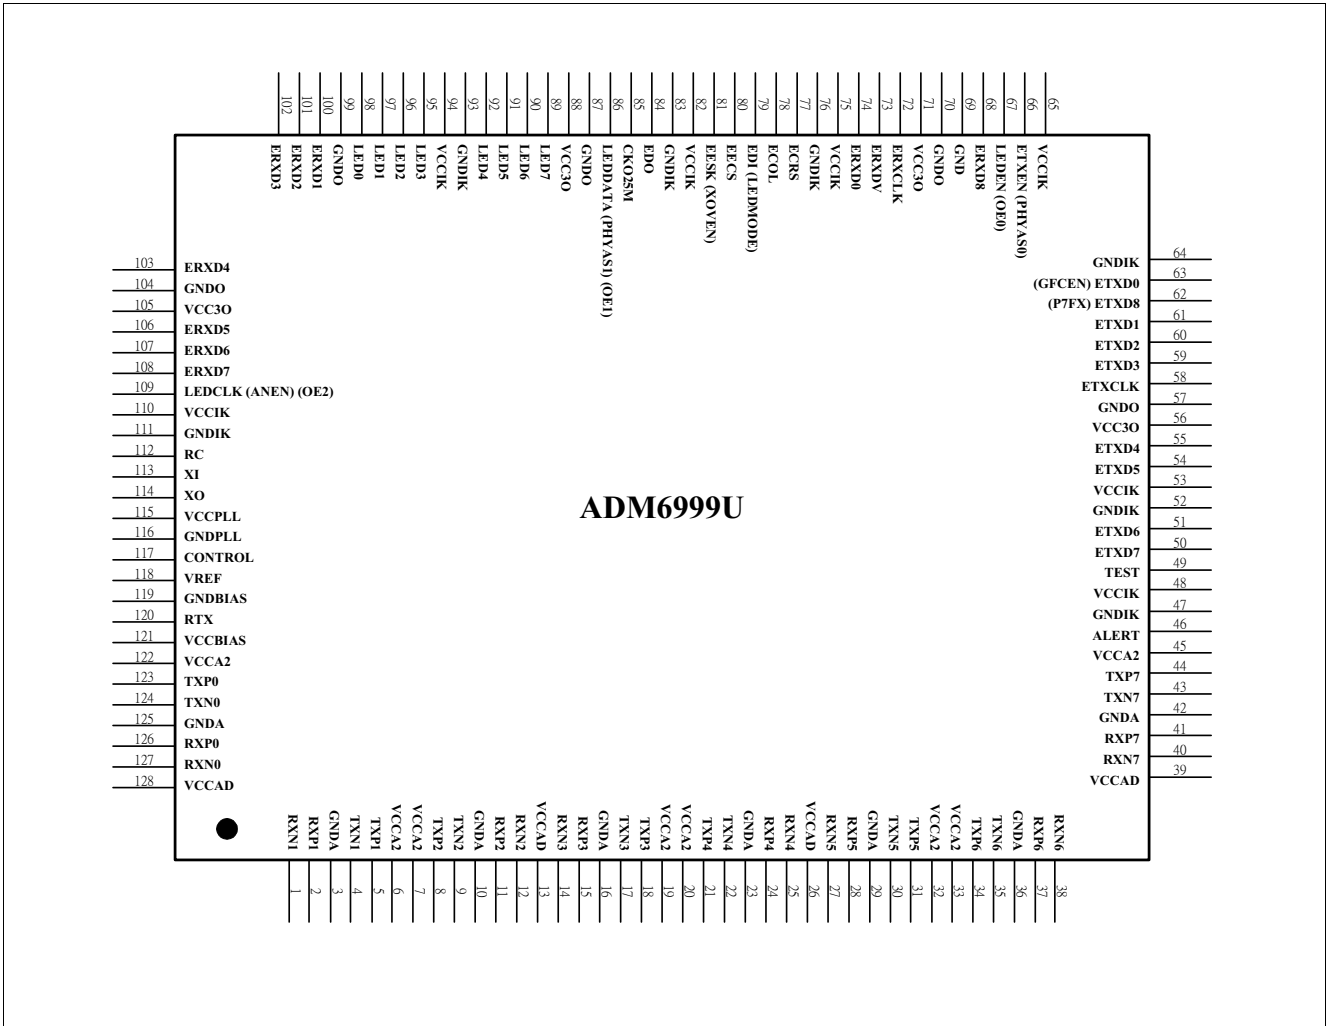 102
101
100
99
98
97
96
95
94
93
92
91
90
89
88
87
86
85
84
83
82
81
80
79
78
77
76
75
74
73
72
71
70
69
68
67
66
65
ERXD3
ERXD2
ERXD1
GNDO
LED0
LED1
LED2
LED3
VCCIK
GNDIK
LED4
LED5
LED6
LED7
VCC3O
GNDO
LEDDATA (PHYAS1) (OE1)
CKO25M
EDO
GNDIK
VCCIK
EESK (XOVEN)
EECS
EDI (LEDMODE)
ECOL
ECRS
GNDIK
VCCIK
ERXD0
ERXDV
ERXCLK
VCC3O
GNDO
GND
ERXD8
LEDEN (OE0)
ETXEN (PHYAS0)
VCCIK
103 ERXD4
104 GNDO
105 VCC3O
106 ERXD5
107 ERXD6
108 ERXD7
109 LEDCLK (ANEN) (OE2)
110 VCCIK
111 GNDIK
112 RC
113 XI
114 XO
115 VCCPLL
116 GNDPLL
117 CONTROL
118 VREF
119 GNDBIAS
120 RTX
121 VCCBIAS
122 VCCA2
123 TXP0
124 TXN0
125 GNDA
126 RXP0
127 RXN0
128 VCCAD
ADM6999U
GNDIK 64
(GFCEN) ETXD0 63
(P7FX) ETXD8 62
ETXD1 61
ETXD2 60
ETXD3 59
ETXCLK 58
GNDO 57
VCC3O 56
ETXD4 55
ETXD5 54
VCCIK 53
GNDIK 52
ETXD6 51
ETXD7 50
TEST 49
VCCIK 48
GNDIK 47
ALERT 46
VCCA2 45
TXP7 44
TXN7 43
GNDA 42
RXP7 41
RXN7 40
VCCAD 39
RXN1
RXP1
GNDA
TXN1
TXP1
VCCA2
VCCA2
TXP2
TXN2
GNDA
RXP2
RXN2
VCCAD
RXN3
RXP3
GNDA
TXN3
TXP3
VCCA2
VCCA2
TXP4
TXN4
GNDA
RXP4
RXN4
VCCAD
RXN5
RXP5
GNDA
TXN5
TXP5
VCCA2
VCCA2
TXP6
TXN6
GNDA
RXP6
RXN6
1
2
3
4
5
6
7
8
9
10
11
12
13
14
15
16
17
18
19
20
21
22
23
24
25
26
27
28
29
30
31
32
33
34
35
36
37
38